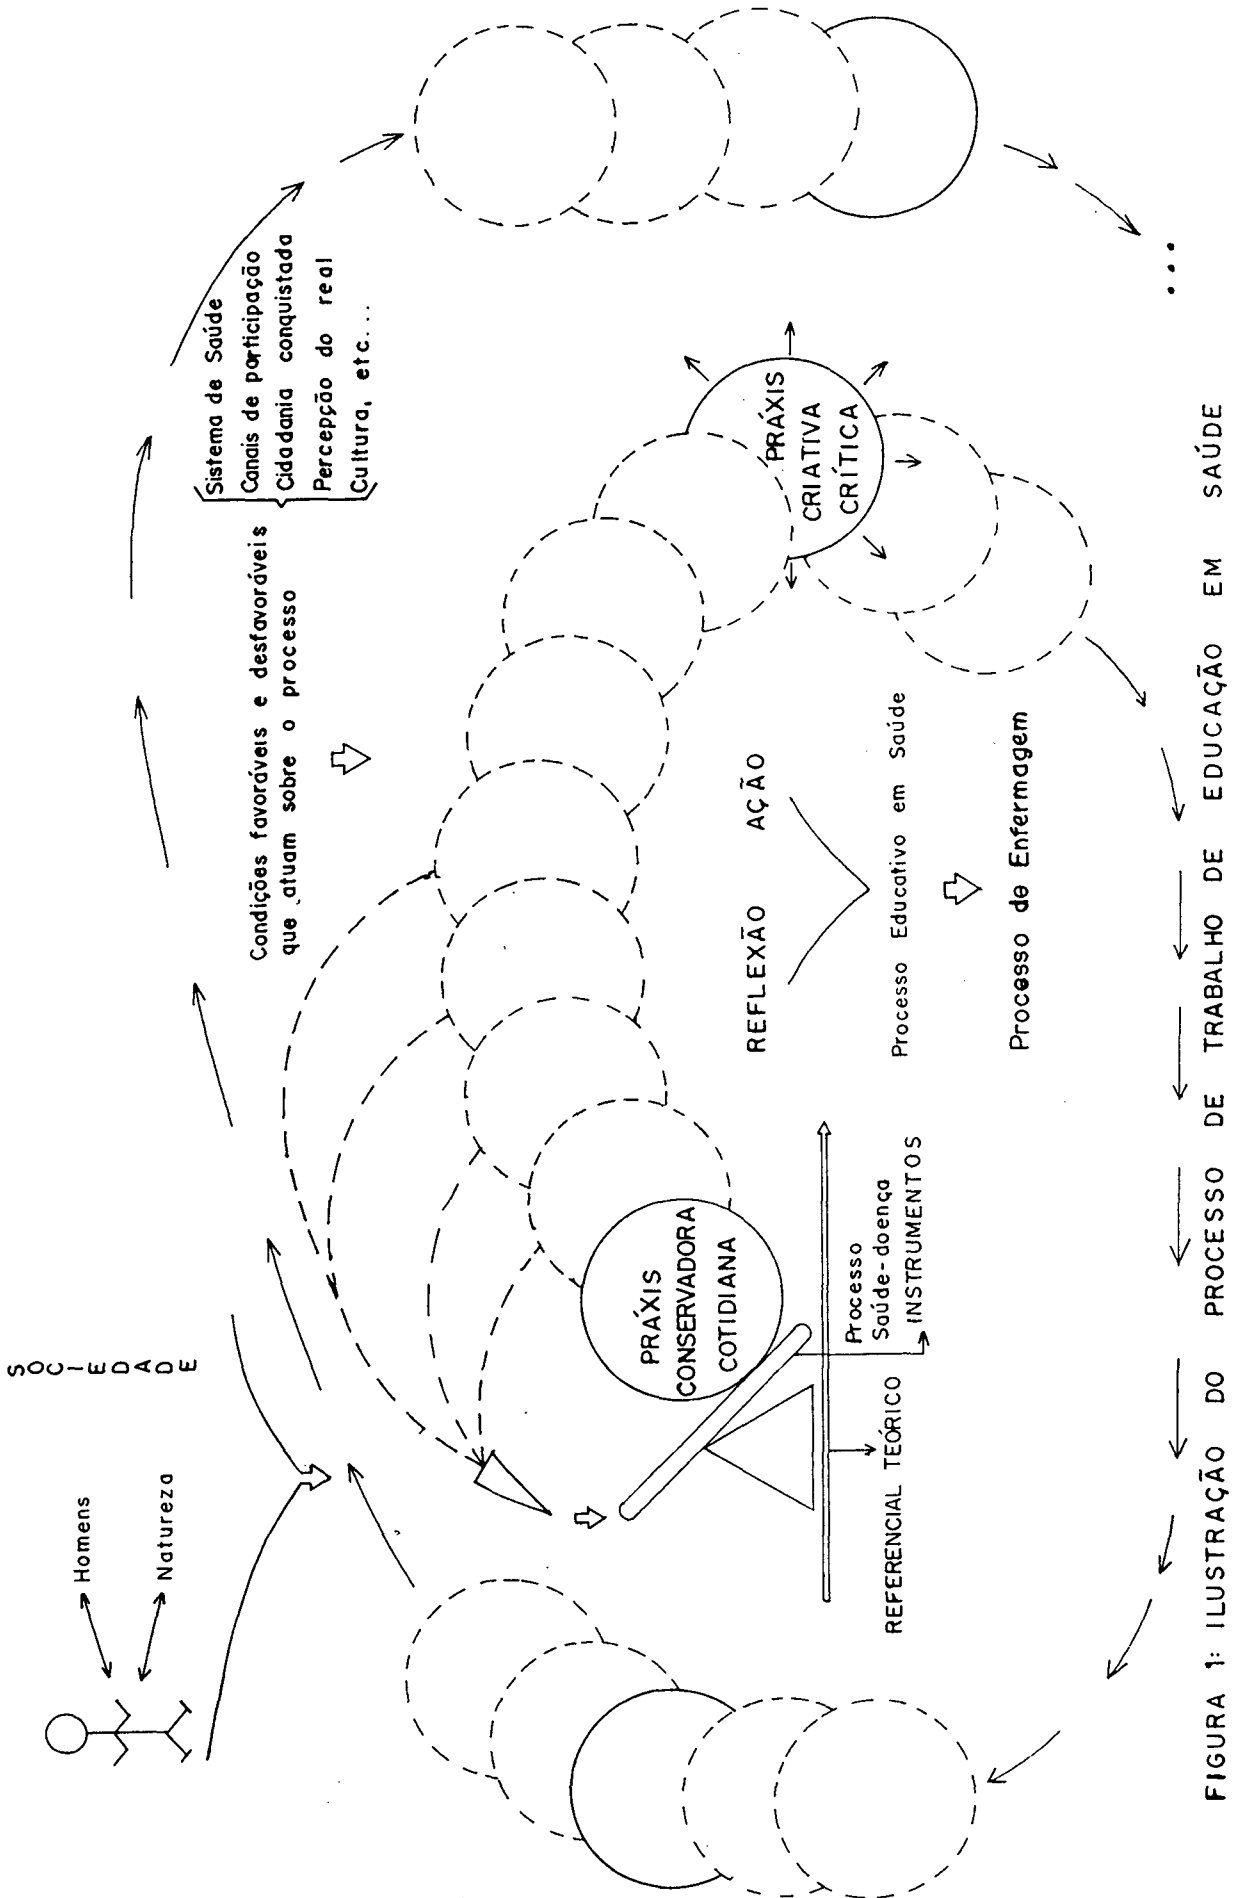 SOCIEDADE
Homens
Natureza
Condições favoráveis e desfavoráveis
que atuam sobre o processo
Sistema de Saúde
Canais de participação
Cidadania conquistada
Percepção do real
Cultura, etc...
PRÁXIS
CONSERVADORA
COTIDIANA
PRÁXIS
CRIATIVA
CRÍTICA
REFLEXÃO AÇÃO
Processo Educativo em Saúde
Processo de Enfermagem
Processo
Saúde-doença
INSTRUMENTOS
REFERENCIAL TEÓRICO
...
FIGURA 1: ILUSTRAÇÃO DO PROCESSO DE TRABALHO DE EDUCAÇÃO EM SAÚDE